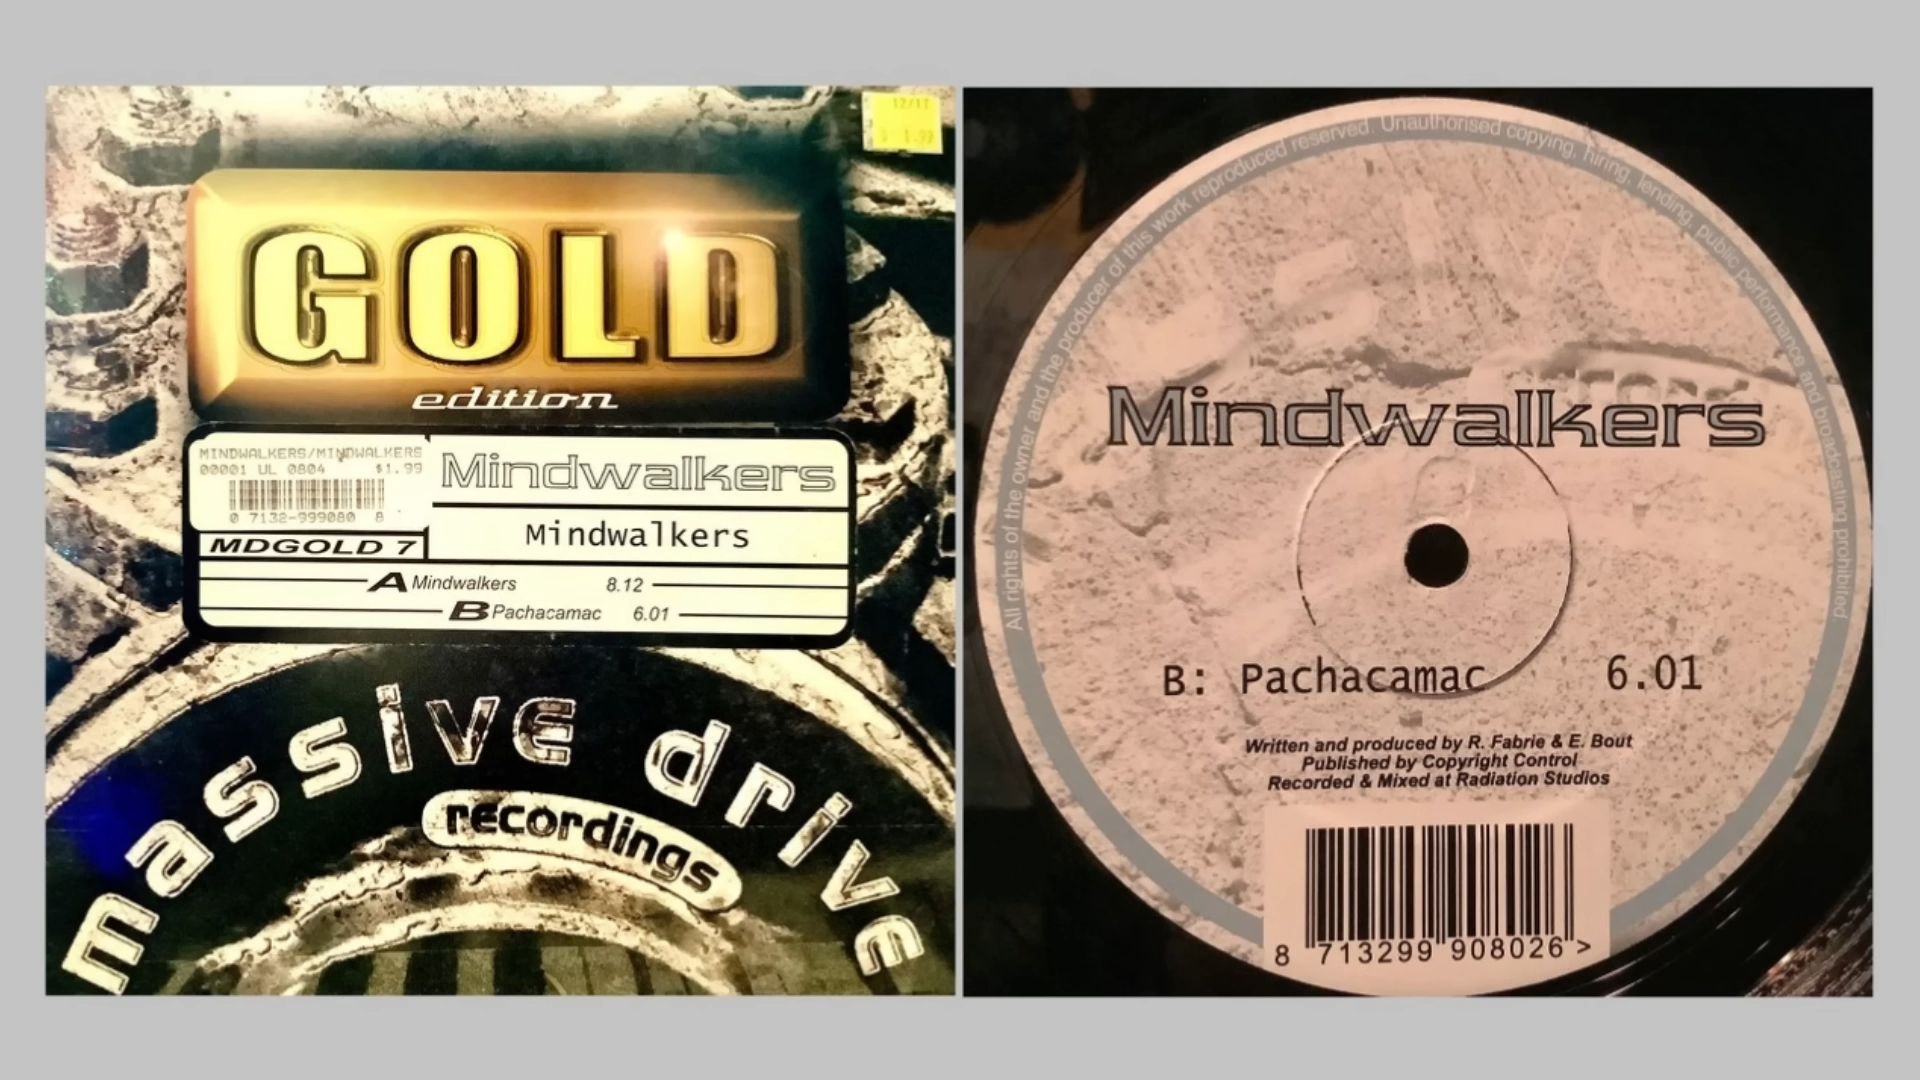 12/17
$ 1.99
GOLD
edition
MINDWALKERS/MINDWALKERS
00001 UL 0804 $1.99
0 7132-999080 8
MDGOLD 7
Mindwalkers
Mindwalkers
A Mindwalkers 8.12
B Pachacamac 6.01
massive drive
recordings
All rights of the owner and the producer of this work reproduced reserved. Unauthorised copying, hiring, lending, public performance and broadcasting prohibited.
Mindwalkers
B: Pachacamac 6.01
Written and produced by R. Fabrie & E. Bout
Published by Copyright Control
Recorded & Mixed at Radiation Studios
8 713299 908026 >